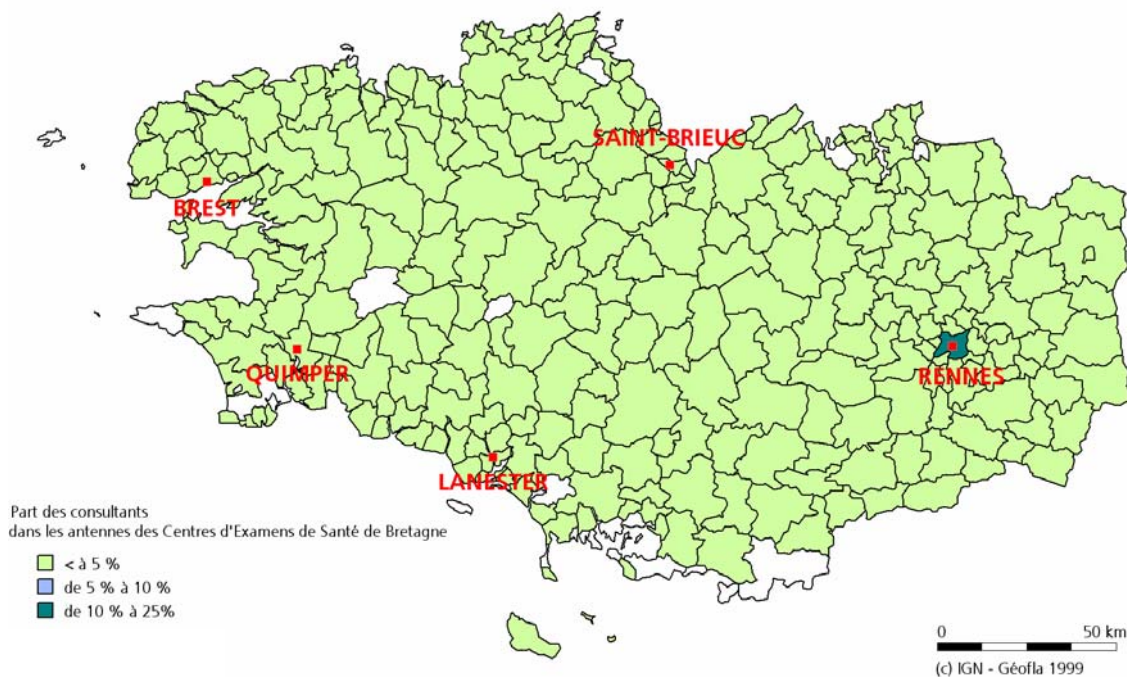 SAINT-BRIEUC
BREST
QUIMPER
RENNES
LANESTER
Part des consultants
dans les antennes des Centres d'Examens de Santé de Bretagne
< à 5 %
de 5 % à 10 %
de 10 % à 25%
0 50 km
(c) IGN - Géofla 1999